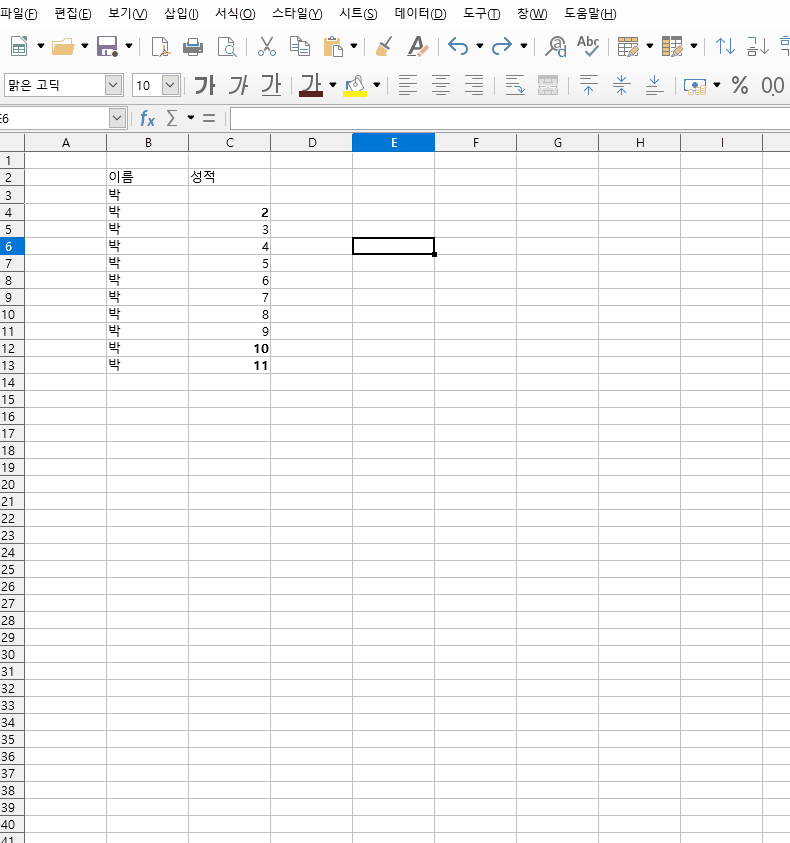 파일(F) 편집(E) 보기(V) 삽입(I) 서식(O) 스타일(Y) 시트(S) 데이터(D) 도구(T) 창(W) 도움말(H)
Abc
맑은 고딕 10 가 가 가 가 % 0.0
E6 fx Σ =
A B C D E F G H I
1
2 이름 성적
3 박
4 박 2
5 박 3
6 박 4
7 박 5
8 박 6
9 박 7
10 박 8
11 박 9
12 박 10
13 박 11
14
15
16
17
18
19
20
21
22
23
24
25
26
27
28
29
30
31
32
33
34
35
36
37
38
39
40
41